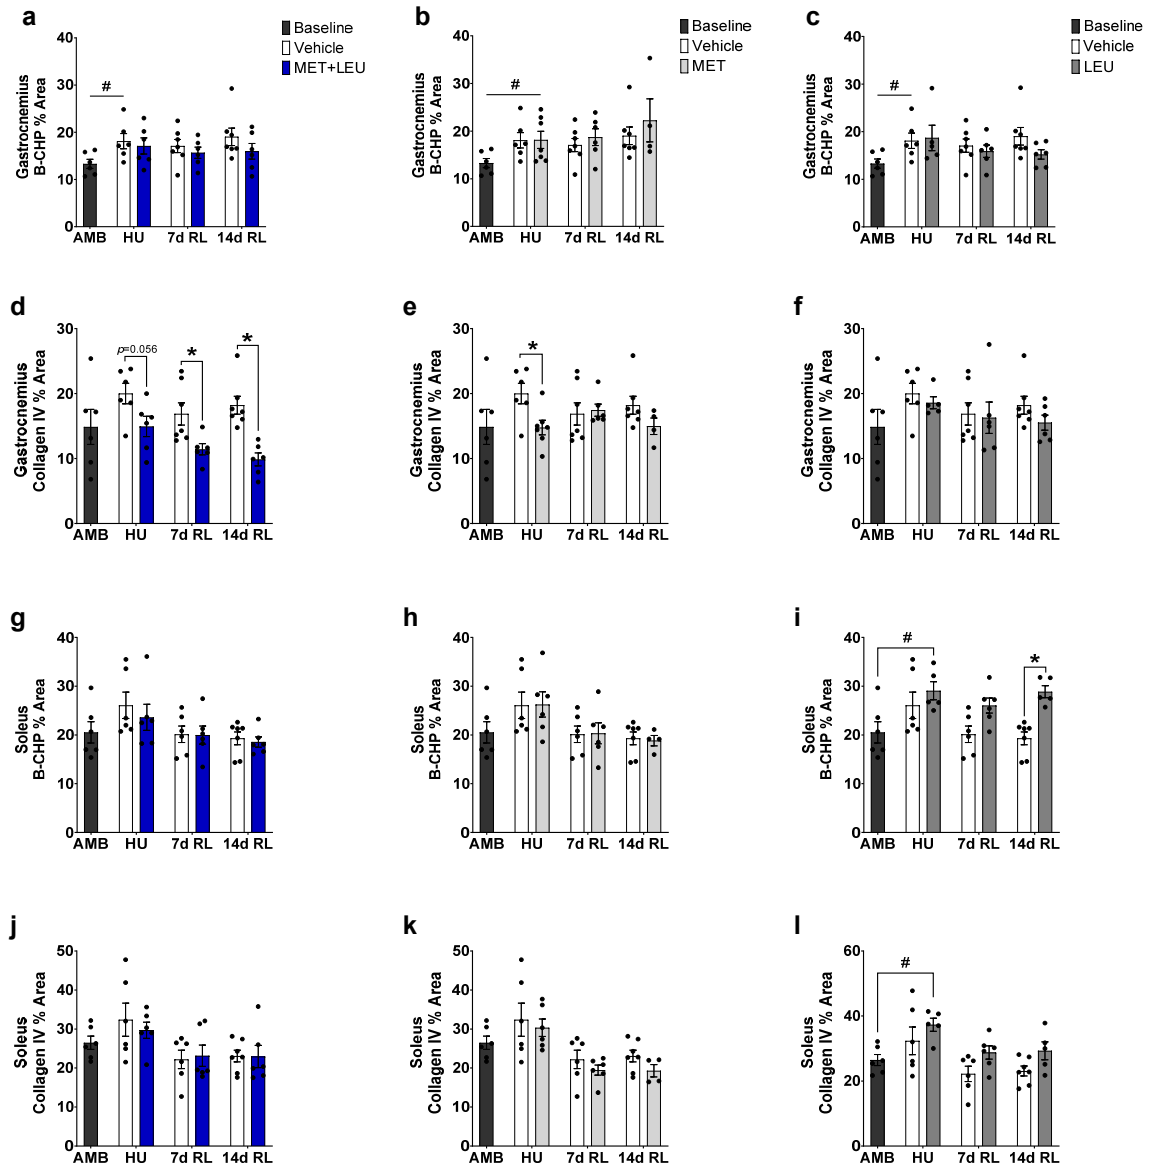 a
Baseline
Vehicle
MET+LEU
Gastrocnemius
B-CHP % Area
40
30
20
10
0
#
AMB HU 7d RL 14d RL
b
Baseline
Vehicle
MET
Gastrocnemius
B-CHP % Area
40
30
20
10
0
#
AMB HU 7d RL 14d RL
c
Baseline
Vehicle
LEU
Gastrocnemius
B-CHP % Area
40
30
20
10
0
#
AMB HU 7d RL 14d RL
d
Gastrocnemius
Collagen IV % Area
30
20
10
0
p=0.056
*
*
AMB HU 7d RL 14d RL
e
Gastrocnemius
Collagen IV % Area
30
20
10
0
*
AMB HU 7d RL 14d RL
f
Gastrocnemius
Collagen IV % Area
30
20
10
0
AMB HU 7d RL 14d RL
g
Soleus
B-CHP % Area
40
30
20
10
0
AMB HU 7d RL 14d RL
h
Soleus
B-CHP % Area
40
30
20
10
0
AMB HU 7d RL 14d RL
i
Soleus
B-CHP % Area
40
30
20
10
0
#
*
AMB HU 7d RL 14d RL
j
Soleus
Collagen IV % Area
50
40
30
20
10
0
AMB HU 7d RL 14d RL
k
Soleus
Collagen IV % Area
50
40
30
20
10
0
AMB HU 7d RL 14d RL
l
Soleus
Collagen IV % Area
60
40
20
0
#
AMB HU 7d RL 14d RL